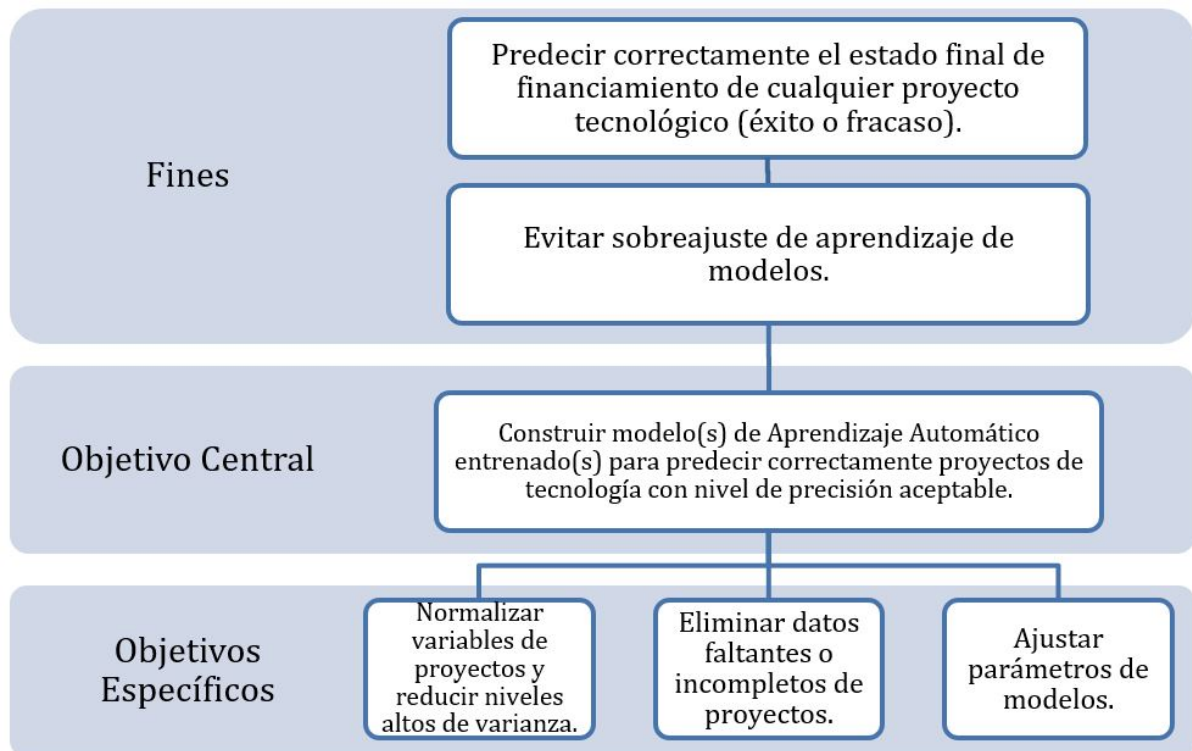 Fines
Predecir correctamente el estado final de
financiamiento de cualquier proyecto
tecnológico (éxito o fracaso).
Evitar sobreajuste de aprendizaje de
modelos.
Objetivo Central
Construir modelo(s) de Aprendizaje Automático
entrenado(s) para predecir correctamente proyectos de
tecnología con nivel de precisión aceptable.
Objetivos
Específicos
Normalizar
variables de
proyectos y
reducir niveles
altos de varianza.
Eliminar datos
faltantes o
incompletos de
proyectos.
Ajustar
parámetros de
modelos.